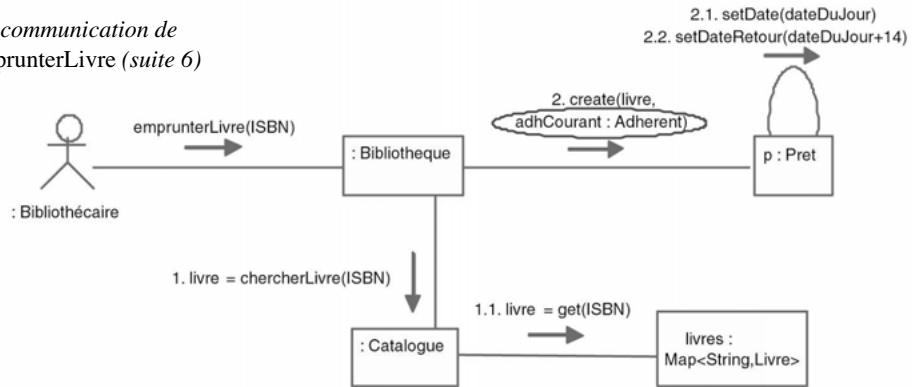 communication de
prunterLivre (suite 6)
2.1. setDate(dateDuJour)
2.2. setDateRetour(dateDuJour+14)
emprunterLivre(ISBN)
2. create(livre,
adhCourant : Adherent)
: Bibliotheque
p : Pret
: Bibliothécaire
1. livre = chercherLivre(ISBN)
1.1. livre = get(ISBN)
: Catalogue
livres :
Map<String,Livre>